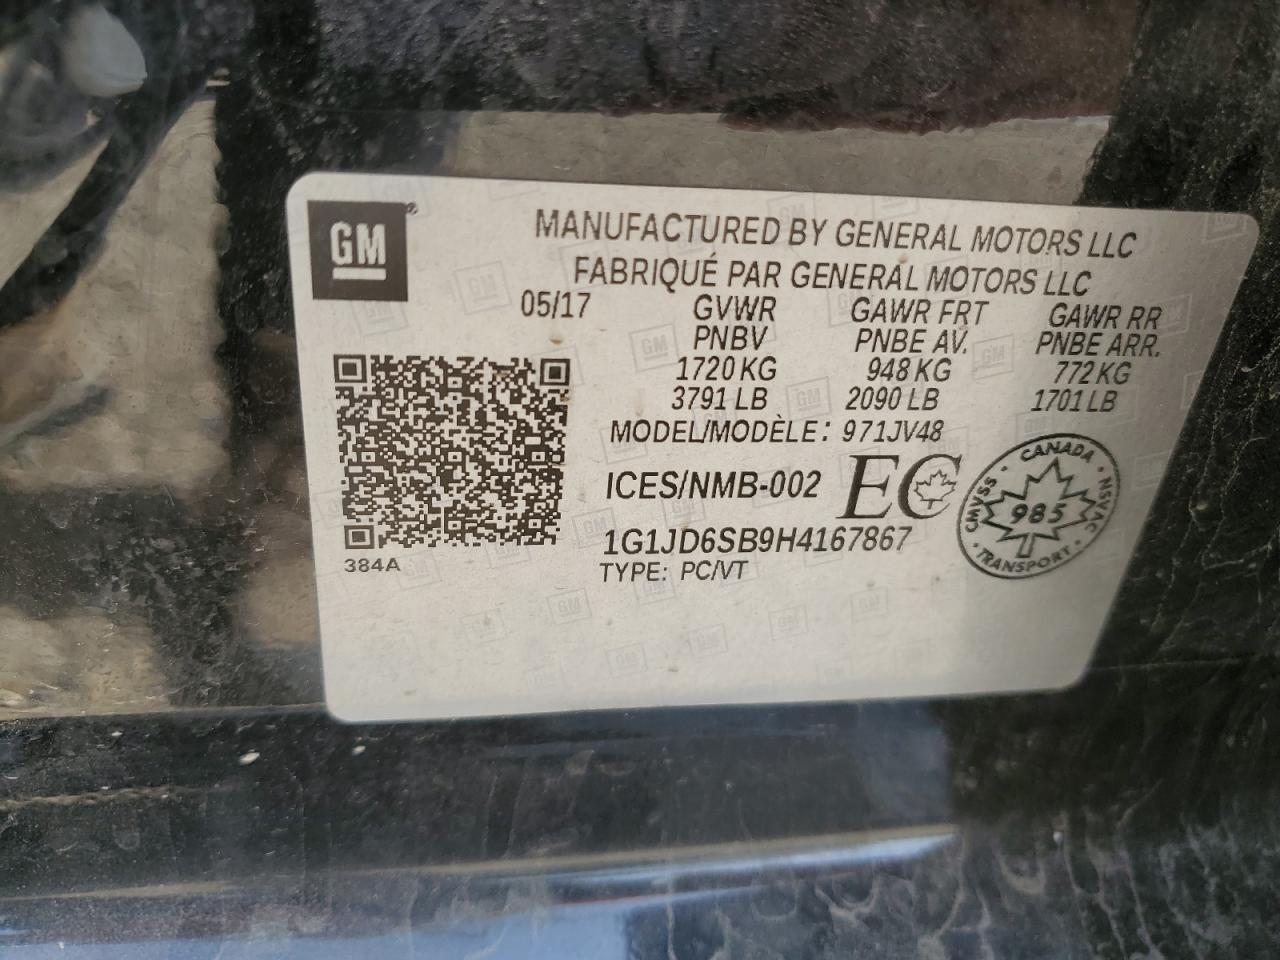 GM
MANUFACTURED BY GENERAL MOTORS LLC
FABRIQUÉ PAR GENERAL MOTORS LLC
05/17 GVWR GAWR FRT GAWR RR
PNBV PNBE AV. PNBE ARR.
1720 KG 948 KG 772 KG
3791 LB 2090 LB 1701 LB
MODEL/MODÈLE: 971JV48
ICES/NMB-002 EC
1G1JD6SB9H4167867
TYPE: PC/VT
384A
CANADA
CMVSS 985 NSVAC
TRANSPORT